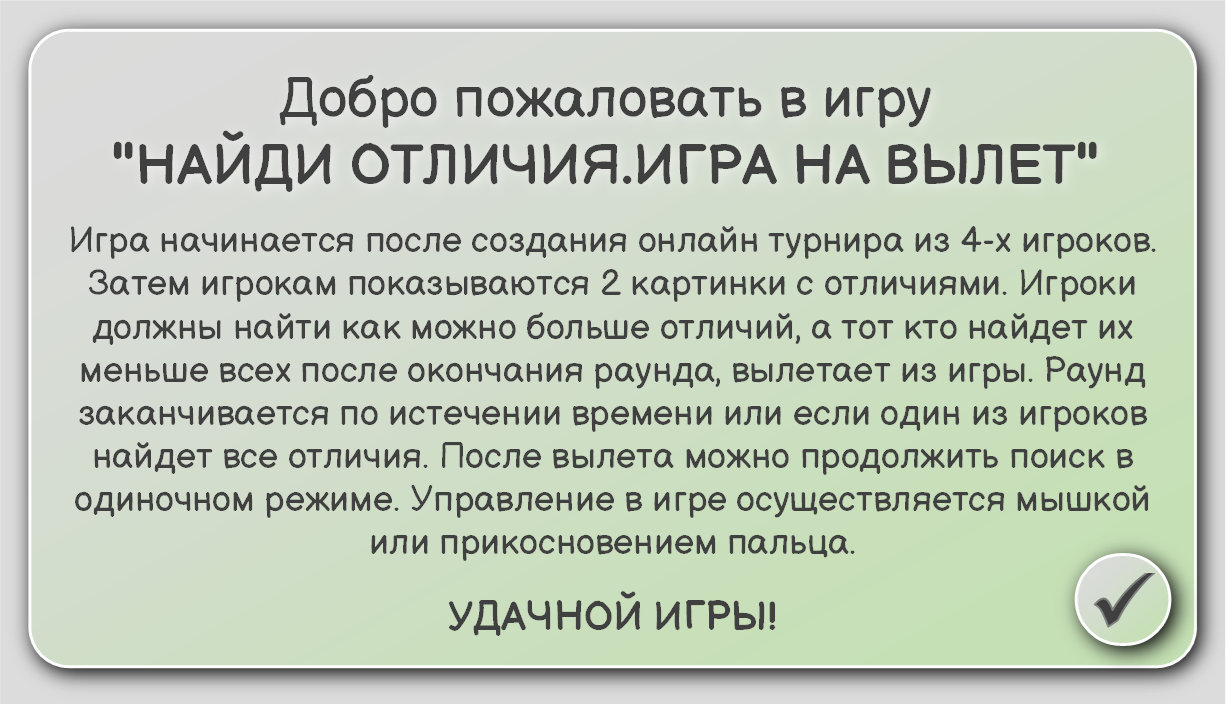 Добро пожаловать в игру
"НАЙДИ ОТЛИЧИЯ.ИГРА НА ВЫЛЕТ"
Игра начинается после создания онлайн турнира из 4-х игроков.
Затем игрокам показываются 2 картинки с отличиями. Игроки
должны найти как можно больше отличий, а тот кто найдет их
меньше всех после окончания раунда, вылетает из игры. Раунд
заканчивается по истечении времени или если один из игроков
найдет все отличия. После вылета можно продолжить поиск в
одиночном режиме. Управление в игре осуществляется мышкой
или прикосновением пальца.
УДАЧНОЙ ИГРЫ!